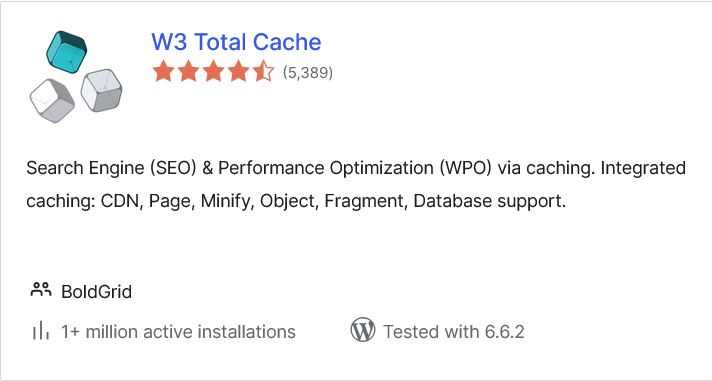 W3 Total Cache
(5,389)
Search Engine (SEO) & Performance Optimization (WPO) via caching. Integrated
caching: CDN, Page, Minify, Object, Fragment, Database support.
BoldGrid
1+ million active installations
Tested with 6.6.2